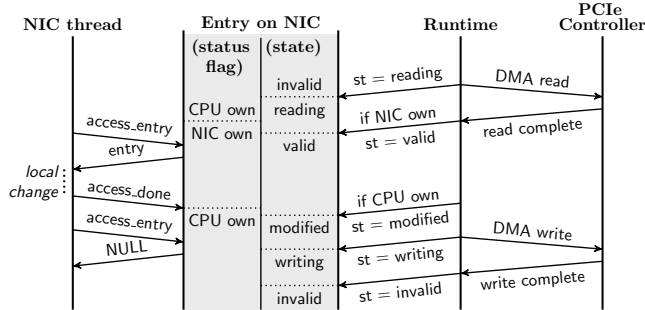 NIC thread
Entry on NIC
Runtime
PCIe
Controller
(status
flag)
(state)
invalid
st = reading
DMA read
CPU own
reading
access_entry
NIC own
if NIC own
read complete
valid
st = valid
entry
local
change
access_done
if CPU own
CPU own
modified
st = modified
access_entry
DMA write
NULL
writing
st = writing
write complete
invalid
st = invalid